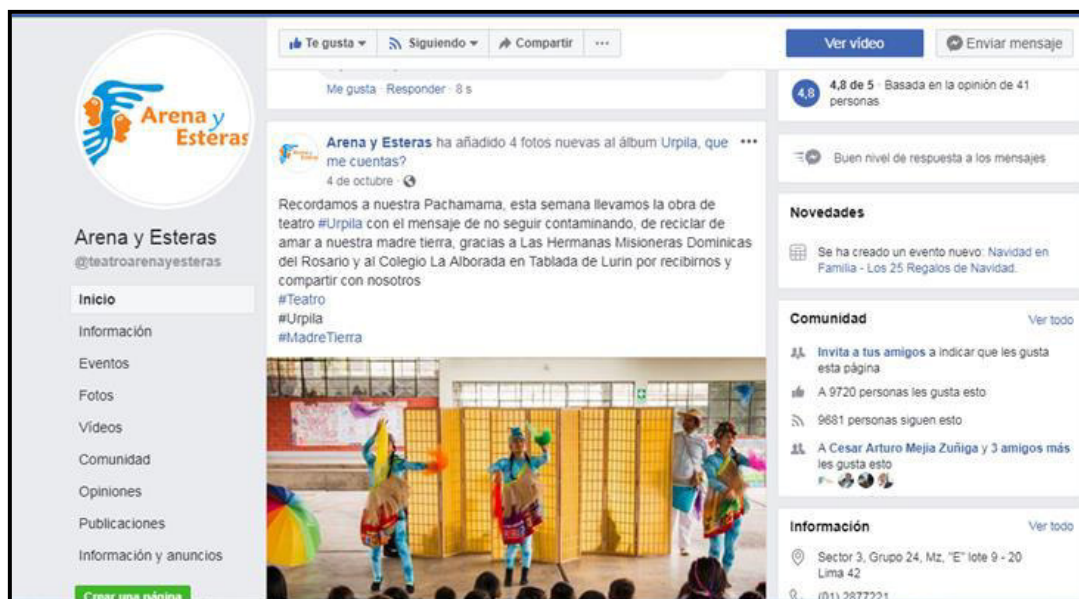 Te gusta
Siguiendo
Compartir
Ver vídeo
Enviar mensaje
Arena y
Esteras
Arena y Esteras
@teatroarenayesteras
Inicio
Información
Eventos
Fotos
Vídeos
Comunidad
Opiniones
Publicaciones
Información y anuncios
Crear una página
Me gusta · Responder · 8 s
Arena y Esteras ha añadido 4 fotos nuevas al álbum Urpila, que
me cuentas?
4 de octubre ·
Recordamos a nuestra Pachamama, esta semana llevamos la obra de
teatro #Urpila con el mensaje de no seguir contaminando, de reciclar de
amar a nuestra madre tierra, gracias a Las Hermanas Misioneras Dominicas
del Rosario y al Colegio La Alborada en Tablada de Lurin por recibirnos y
compartir con nosotros
#Teatro
#Urpila
#MadreTierra
4,8
4,8 de 5 · Basada en la opinión de 41
personas
Buen nivel de respuesta a los mensajes
Novedades
Se ha creado un evento nuevo: Navidad en
Familia - Los 25 Regalos de Navidad.
Comunidad
Ver todo
Invita a tus amigos a indicar que les gusta
esta página
A 9720 personas les gusta esto
9681 personas siguen esto
A Cesar Arturo Mejia Zuñiga y 3 amigos más
les gusta esto
Información
Ver todo
Sector 3, Grupo 24, Mz, "E" lote 9 - 20
Lima 42
(01) 2877221